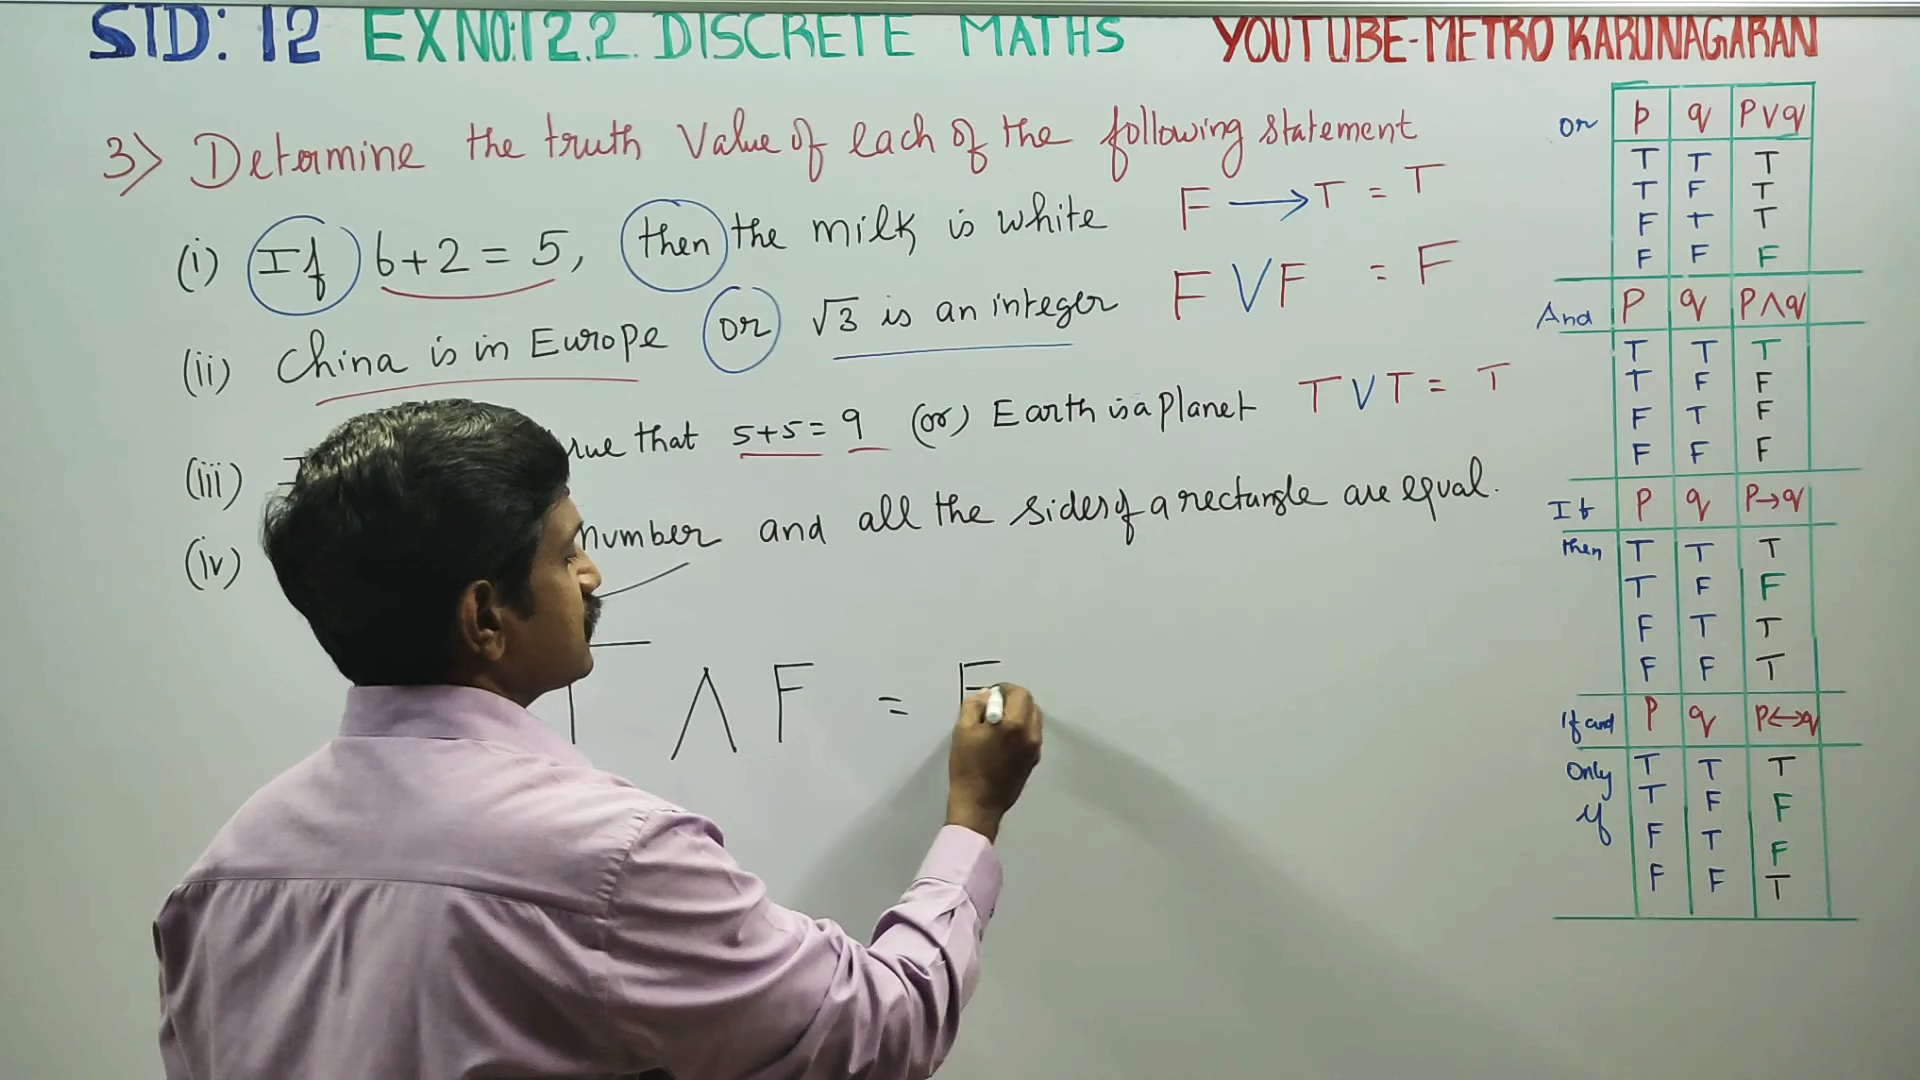 STD: 12 EX NO:12.2. DISCRETE MATHS YOUTUBE-METRO KARUNAGARAN
3) Determine the truth Value of each of the following statement
(i) If 6+2 = 5, then the milk is white F → T = T
(ii) China is in Europe or √3 is an integer F V F = F
(iii) that 5+5 = 9 (or) Earth is a planet T V T = T
(iv) number and all the sides of a rectangle are equal.
Λ F = F
or p q P∨q
T T T
T F T
F T T
F F F
And P q P∧q
T T T
T F F
F T F
F F F
If P q P→q
then T T T
T F F
F T T
F F T
If and P q P↔q
Only T T T
if T F F
F T F
F F T